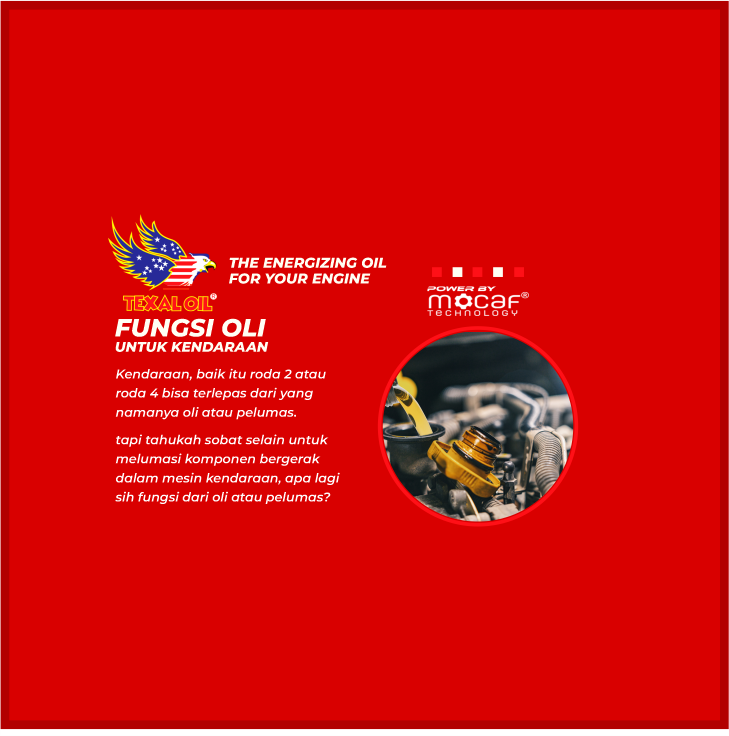 THE ENERGIZING OIL
FOR YOUR ENGINE
TEXAL OIL®
POWER BY
mocaf®
TECHNOLOGY
FUNGSI OLI
UNTUK KENDARAAN
Kendaraan, baik itu roda 2 atau
roda 4 bisa terlepas dari yang
namanya oli atau pelumas.
tapi tahukah sobat selain untuk
melumasi komponen bergerak
dalam mesin kendaraan, apa lagi
sih fungsi dari oli atau pelumas?